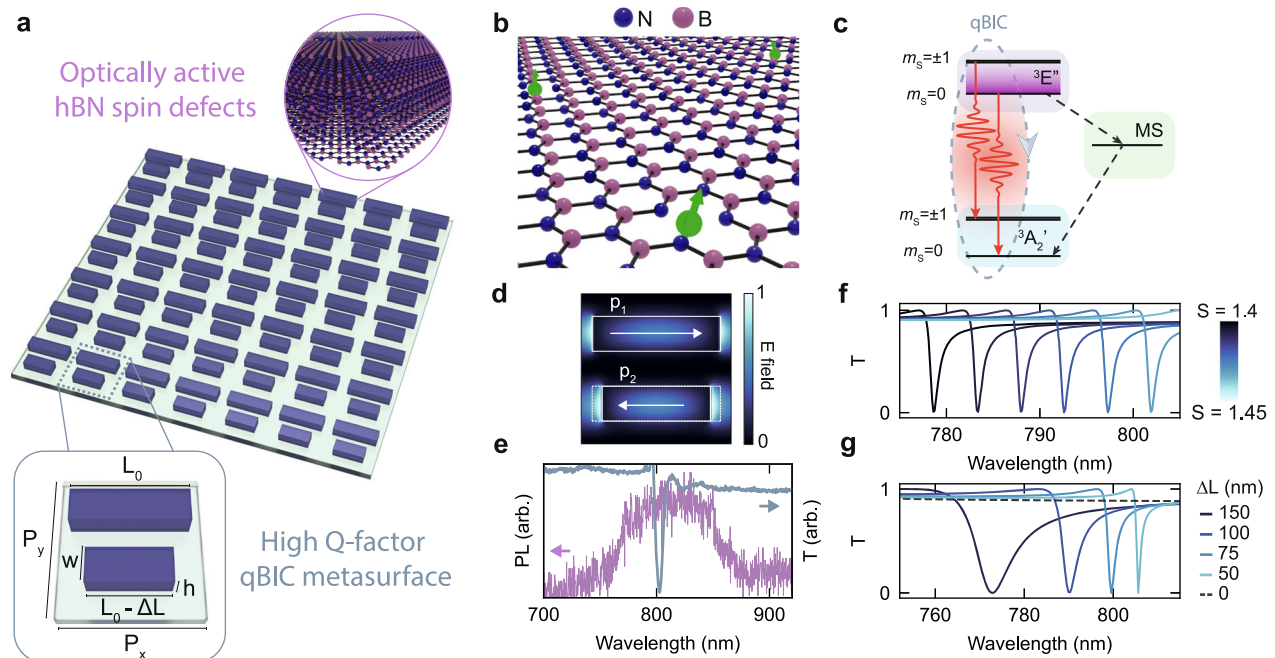 a
Optically active
hBN spin defects
L₀
P_y
w
h
L₀ - ΔL
P_x
High Q-factor
qBIC metasurface
b
N
B
c
qBIC
mₛ=±1
³E”
mₛ=0
MS
mₛ=±1
³A₂’
mₛ=0
d
p₁
p₂
1
E field
0
e
PL (arb.)
T (arb.)
700
800
900
Wavelength (nm)
f
1
T
0
780
790
800
Wavelength (nm)
S = 1.4
S = 1.45
g
1
T
0
760
780
800
Wavelength (nm)
ΔL (nm)
150
100
75
50
0